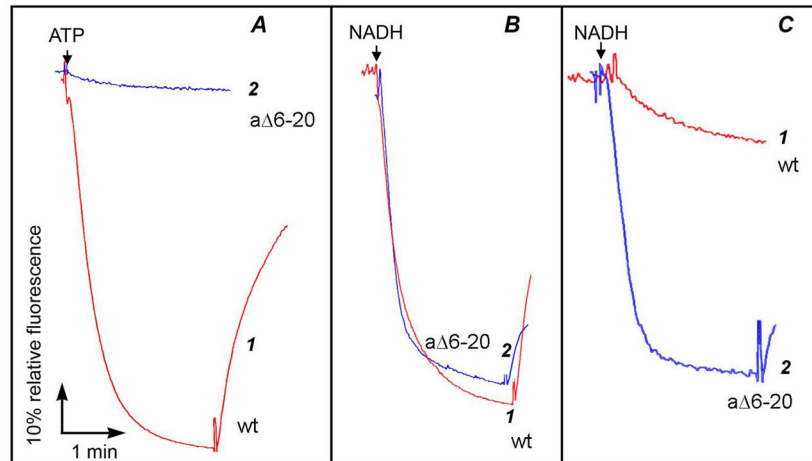 A
ATP
2
aΔ6-20
1
wt
10% relative fluorescence
1 min
B
NADH
aΔ6-20
2
1
wt
C
NADH
1
wt
2
aΔ6-20